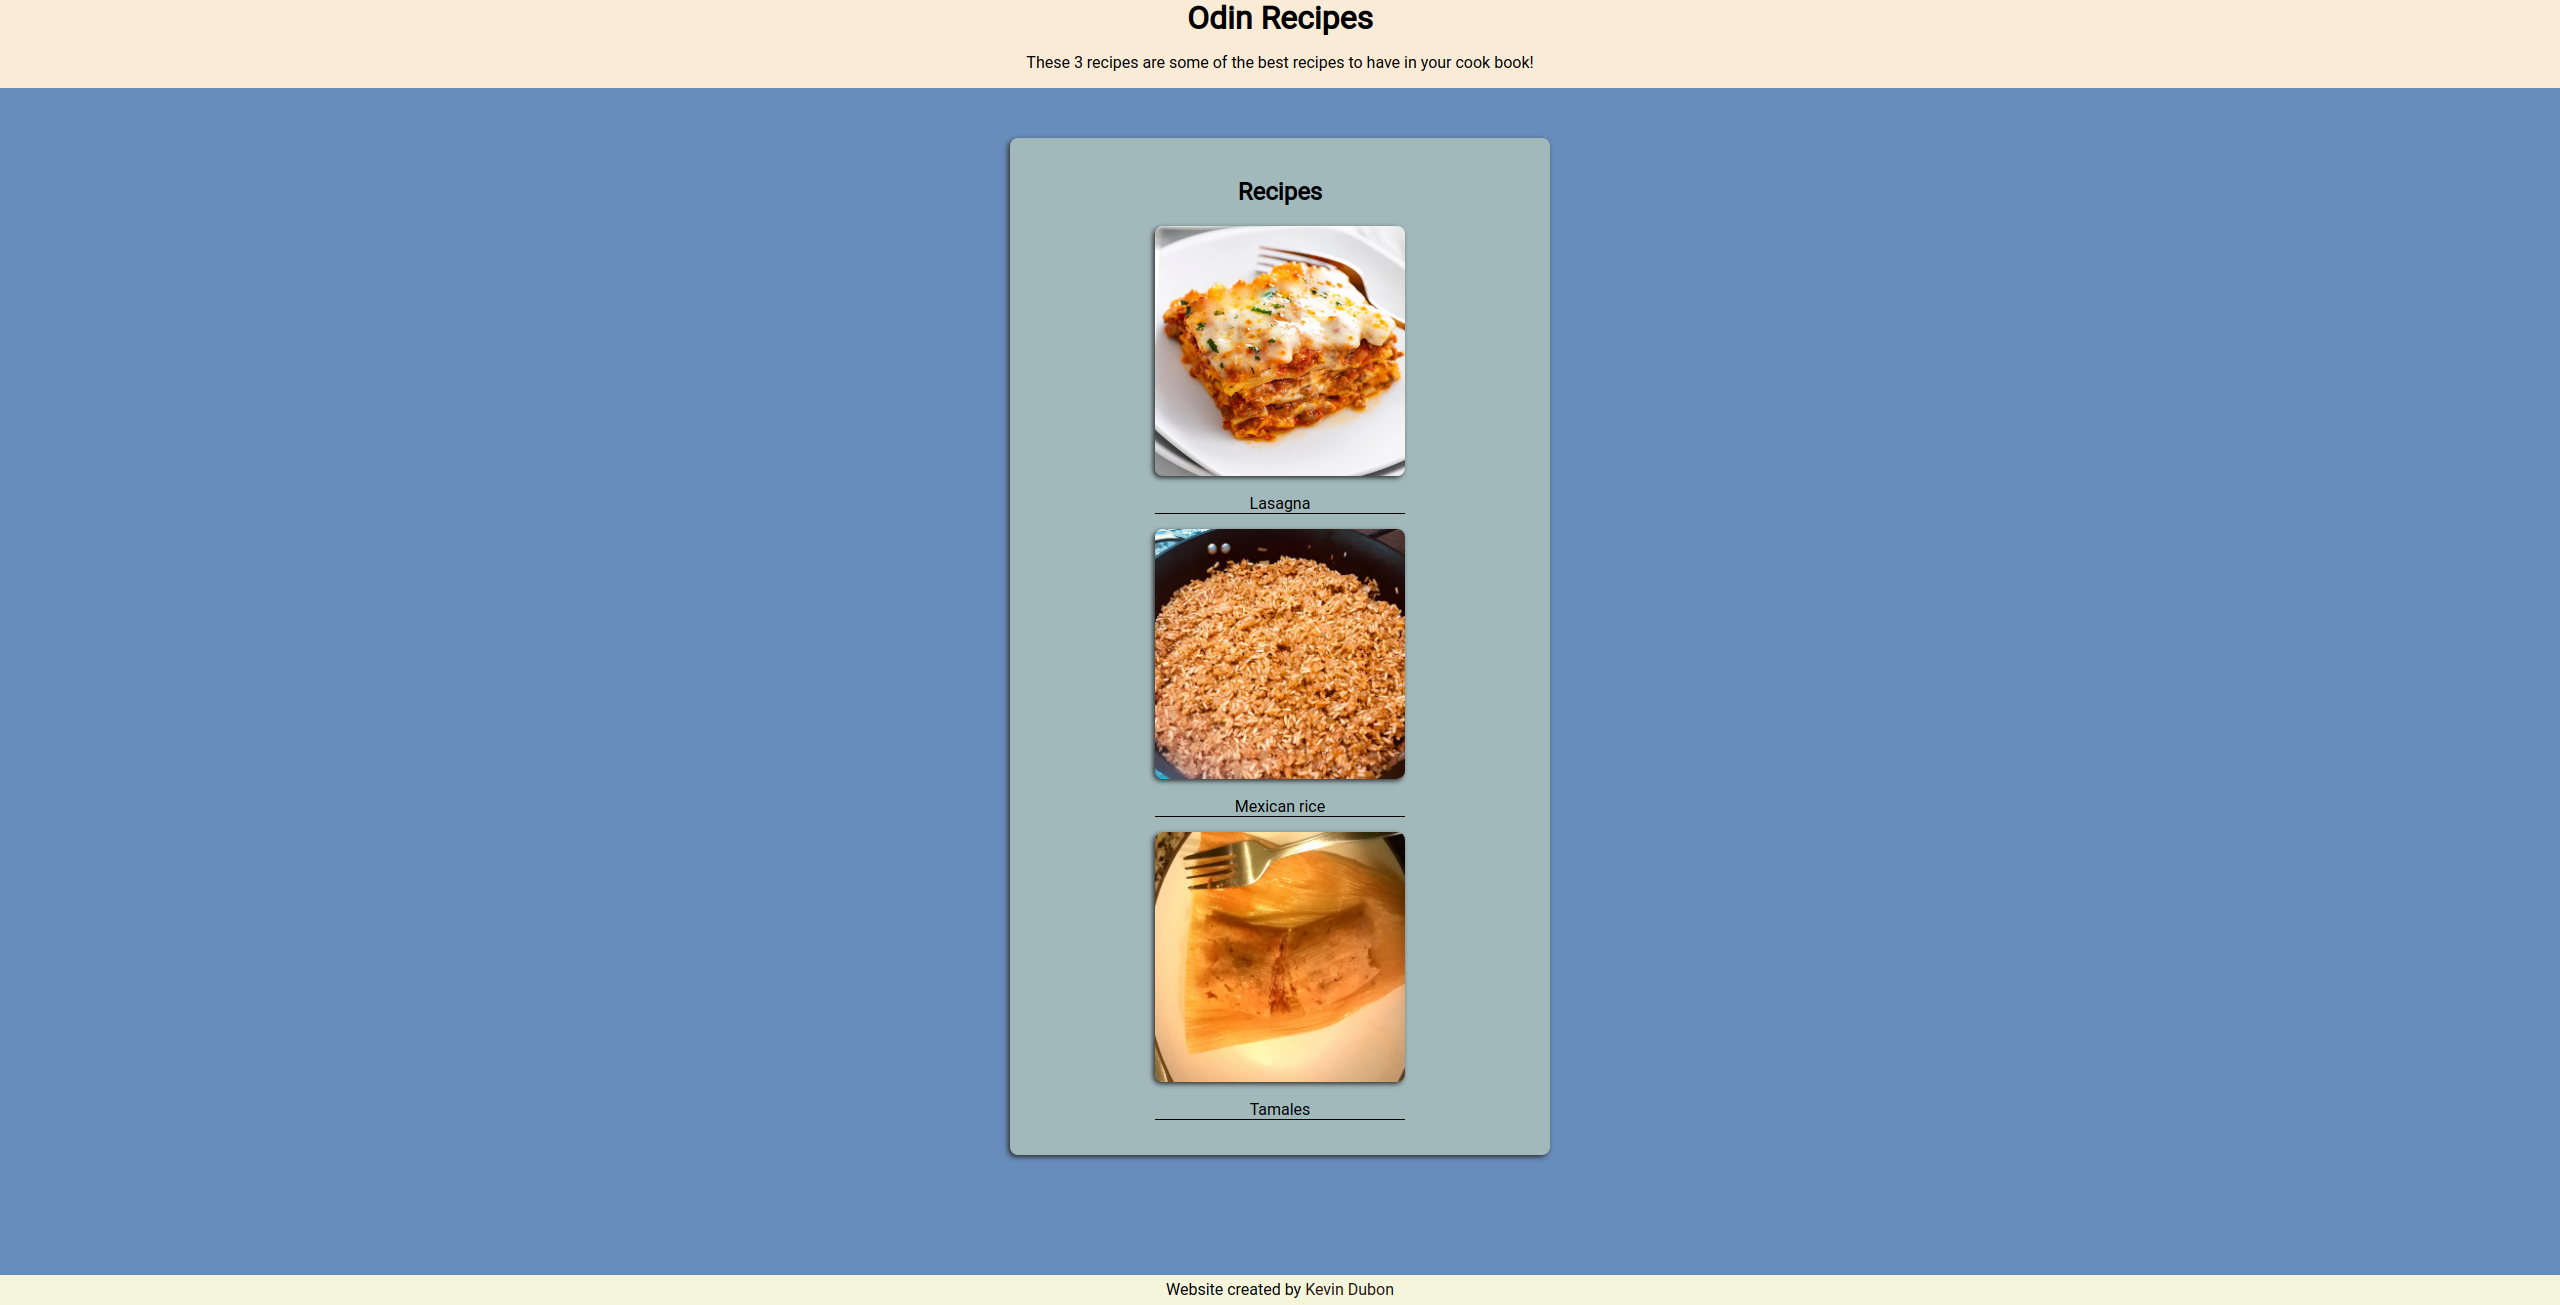 Odin Recipes
These 3 recipes are some of the best recipes to have in your cook book!
Recipes
Lasagna
Mexican rice
Tamales
Website created by Kevin Dubon